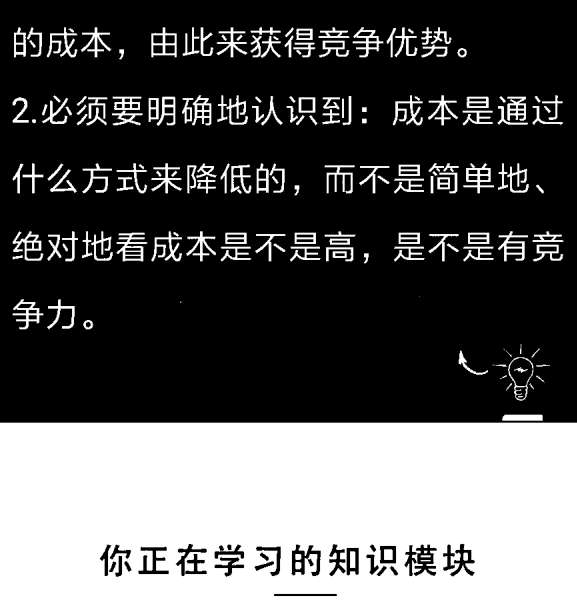 的成本，由此来获得竞争优势。
2.必须要明确地认识到：成本是通过
什么方式来降低的，而不是简单地、
绝对地看成本是不是高，是不是有竞
争力。
你正在学习的知识模块